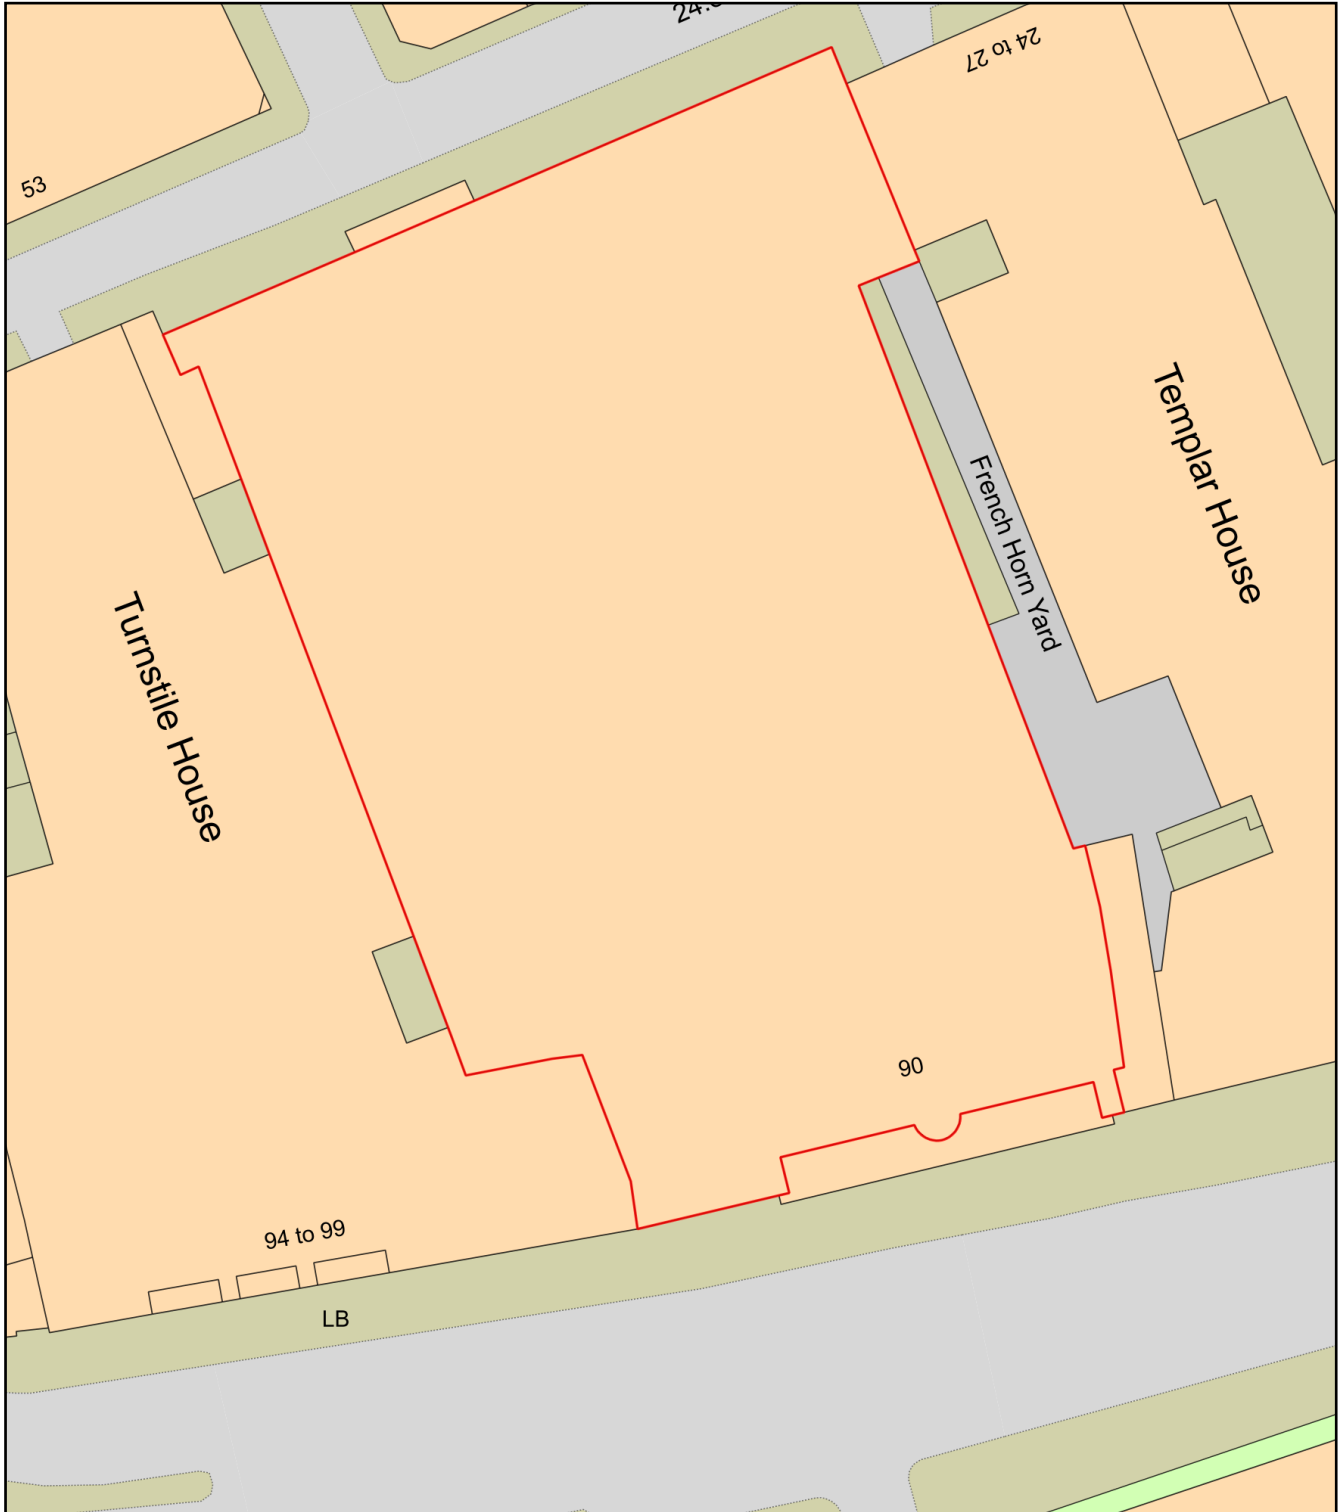 24 to 27
53
Templar House
French Horn Yard
Turnstile House
90
94 to 99
LB